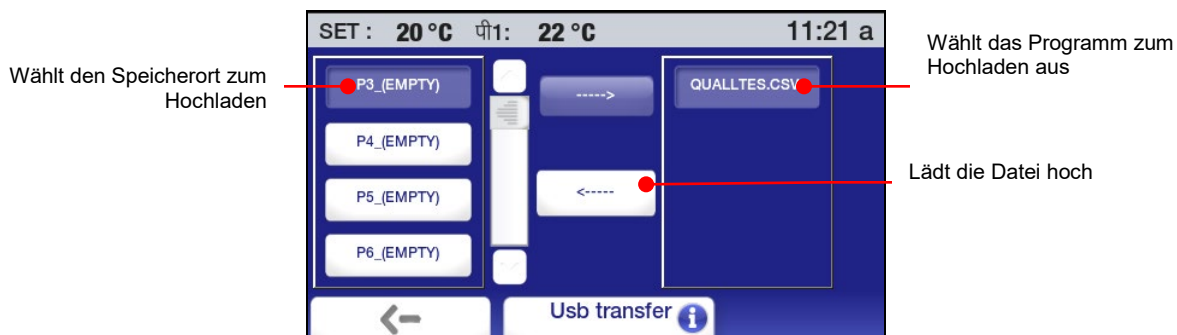 SET : 20 °C पी1: 22 °C 11:21 a
Wählt den Speicherort zum
Hochladen
P3_(EMPTY)
P4_(EMPTY)
P5_(EMPTY)
P6_(EMPTY)
----->
<-----
QUALLTES.CSV
Wählt das Programm zum
Hochladen aus
Lädt die Datei hoch
Usb transfer